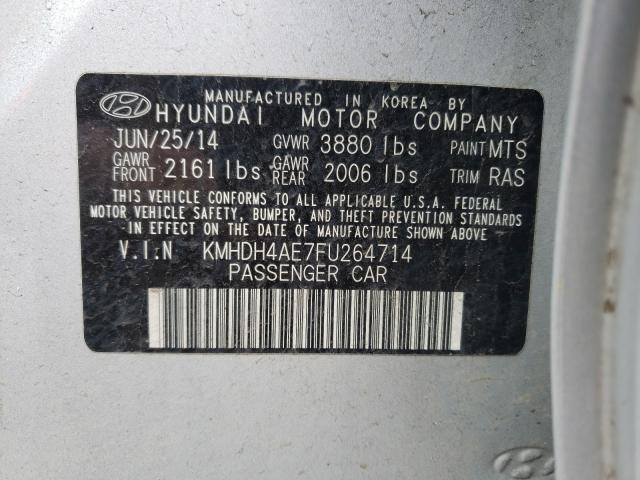 MANUFACTURED IN KOREA BY
HYUNDAI MOTOR COMPANY
JUN/25/14 GVWR 3880 lbs PAINT MTS
GAWR FRONT 2161 lbs GAWR REAR 2006 lbs TRIM RAS
THIS VEHICLE CONFORMS TO ALL APPLICABLE U.S.A. FEDERAL
MOTOR VEHICLE SAFETY, BUMPER, AND THEFT PREVENTION STANDARDS
IN EFFECT ON THE DATE OF MANUFACTURE SHOWN ABOVE.
V.I.N KMHDH4AE7FU264714
PASSENGER CAR